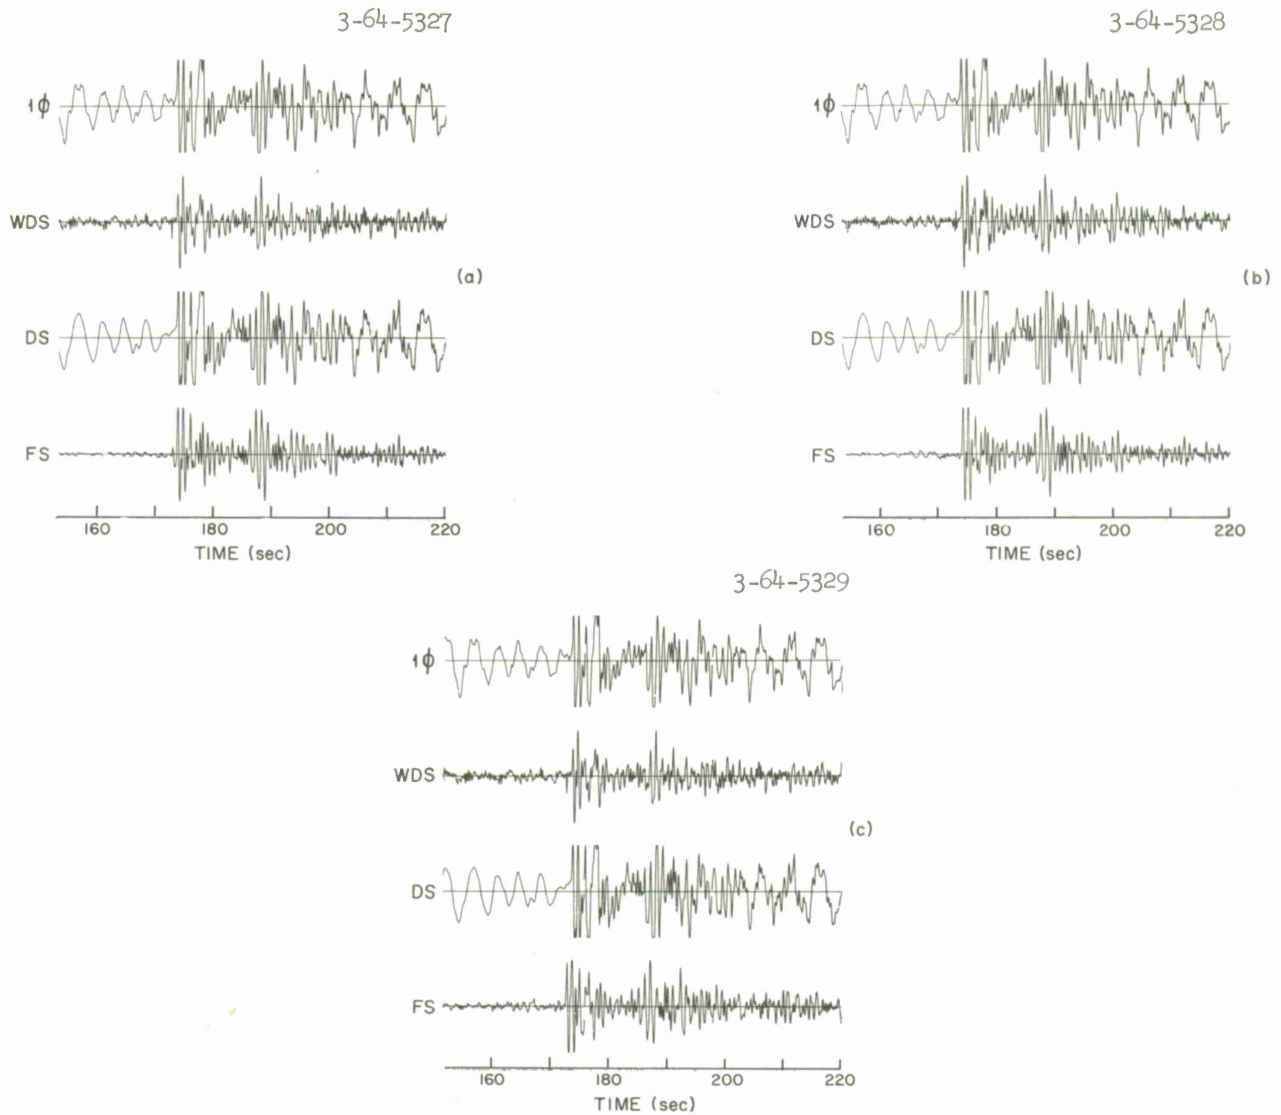 3-64-5327
1ϕ
WDS
(a)
DS
FS
160 180 200 220
TIME (sec)
3-64-5328
1ϕ
WDS
(b)
DS
FS
160 180 200 220
TIME (sec)
3-64-5329
1ϕ
WDS
(c)
DS
FS
160 180 200 220
TIME (sec)